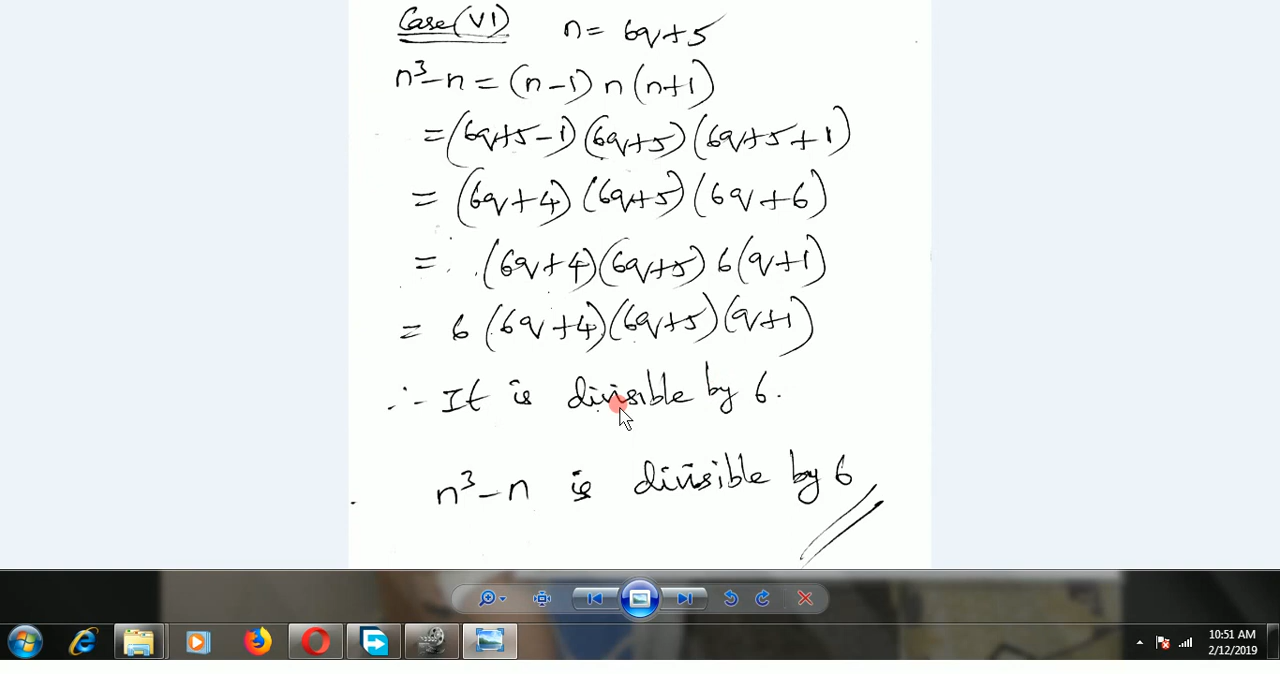 Case (VI) n = 6q+5
n³-n = (n-1) n (n+1)
= (6q+5-1) (6q+5) (6q+5+1)
= (6q+4) (6q+5) (6q+6)
= (6q+4) (6q+5) 6 (q+1)
= 6 (6q+4) (6q+5) (q+1)
∴ It is divisible by 6.
n³-n is divisible by 6
10:51 AM
2/12/2019